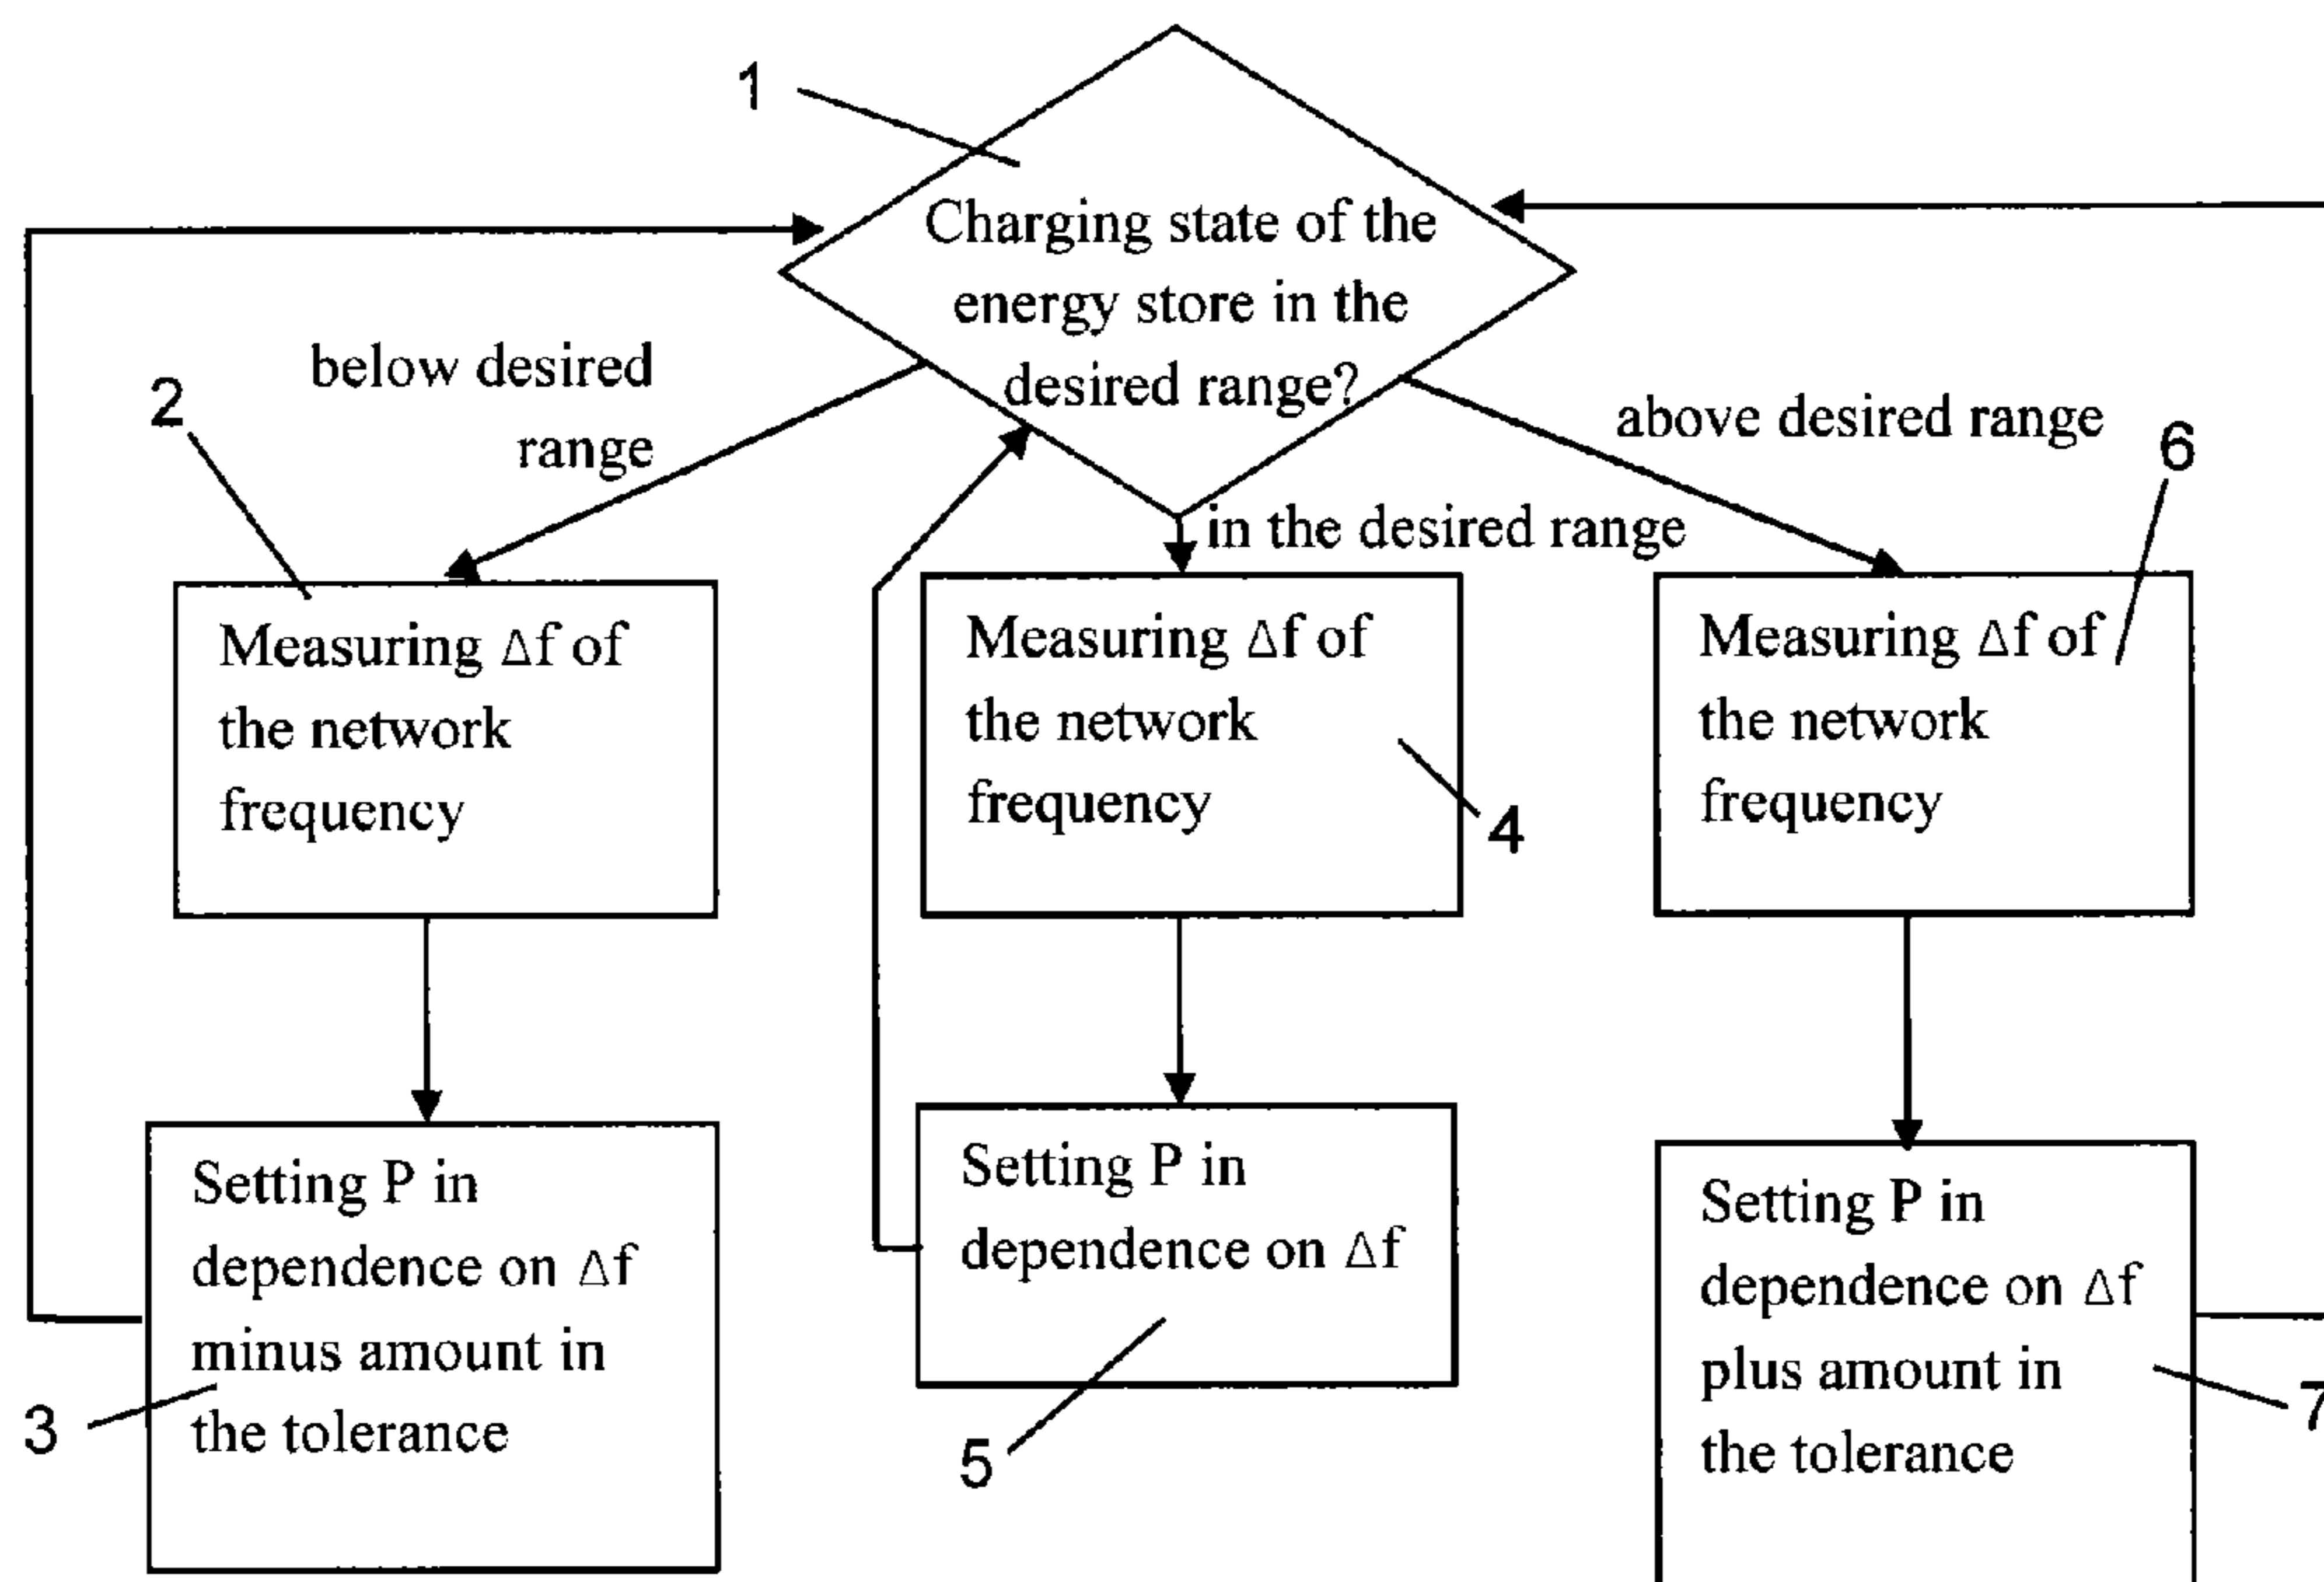 1
Charging state of the
energy store in the
desired range?
below desired
range
above desired range
in the desired range
2
6
Measuring Δf of
the network
frequency
Measuring Δf of
the network
frequency
4
Measuring Δf of
the network
frequency
Setting P in
dependence on Δf
minus amount in
the tolerance
3
Setting P in
dependence on Δf
5
Setting P in
dependence on Δf
plus amount in
the tolerance
7